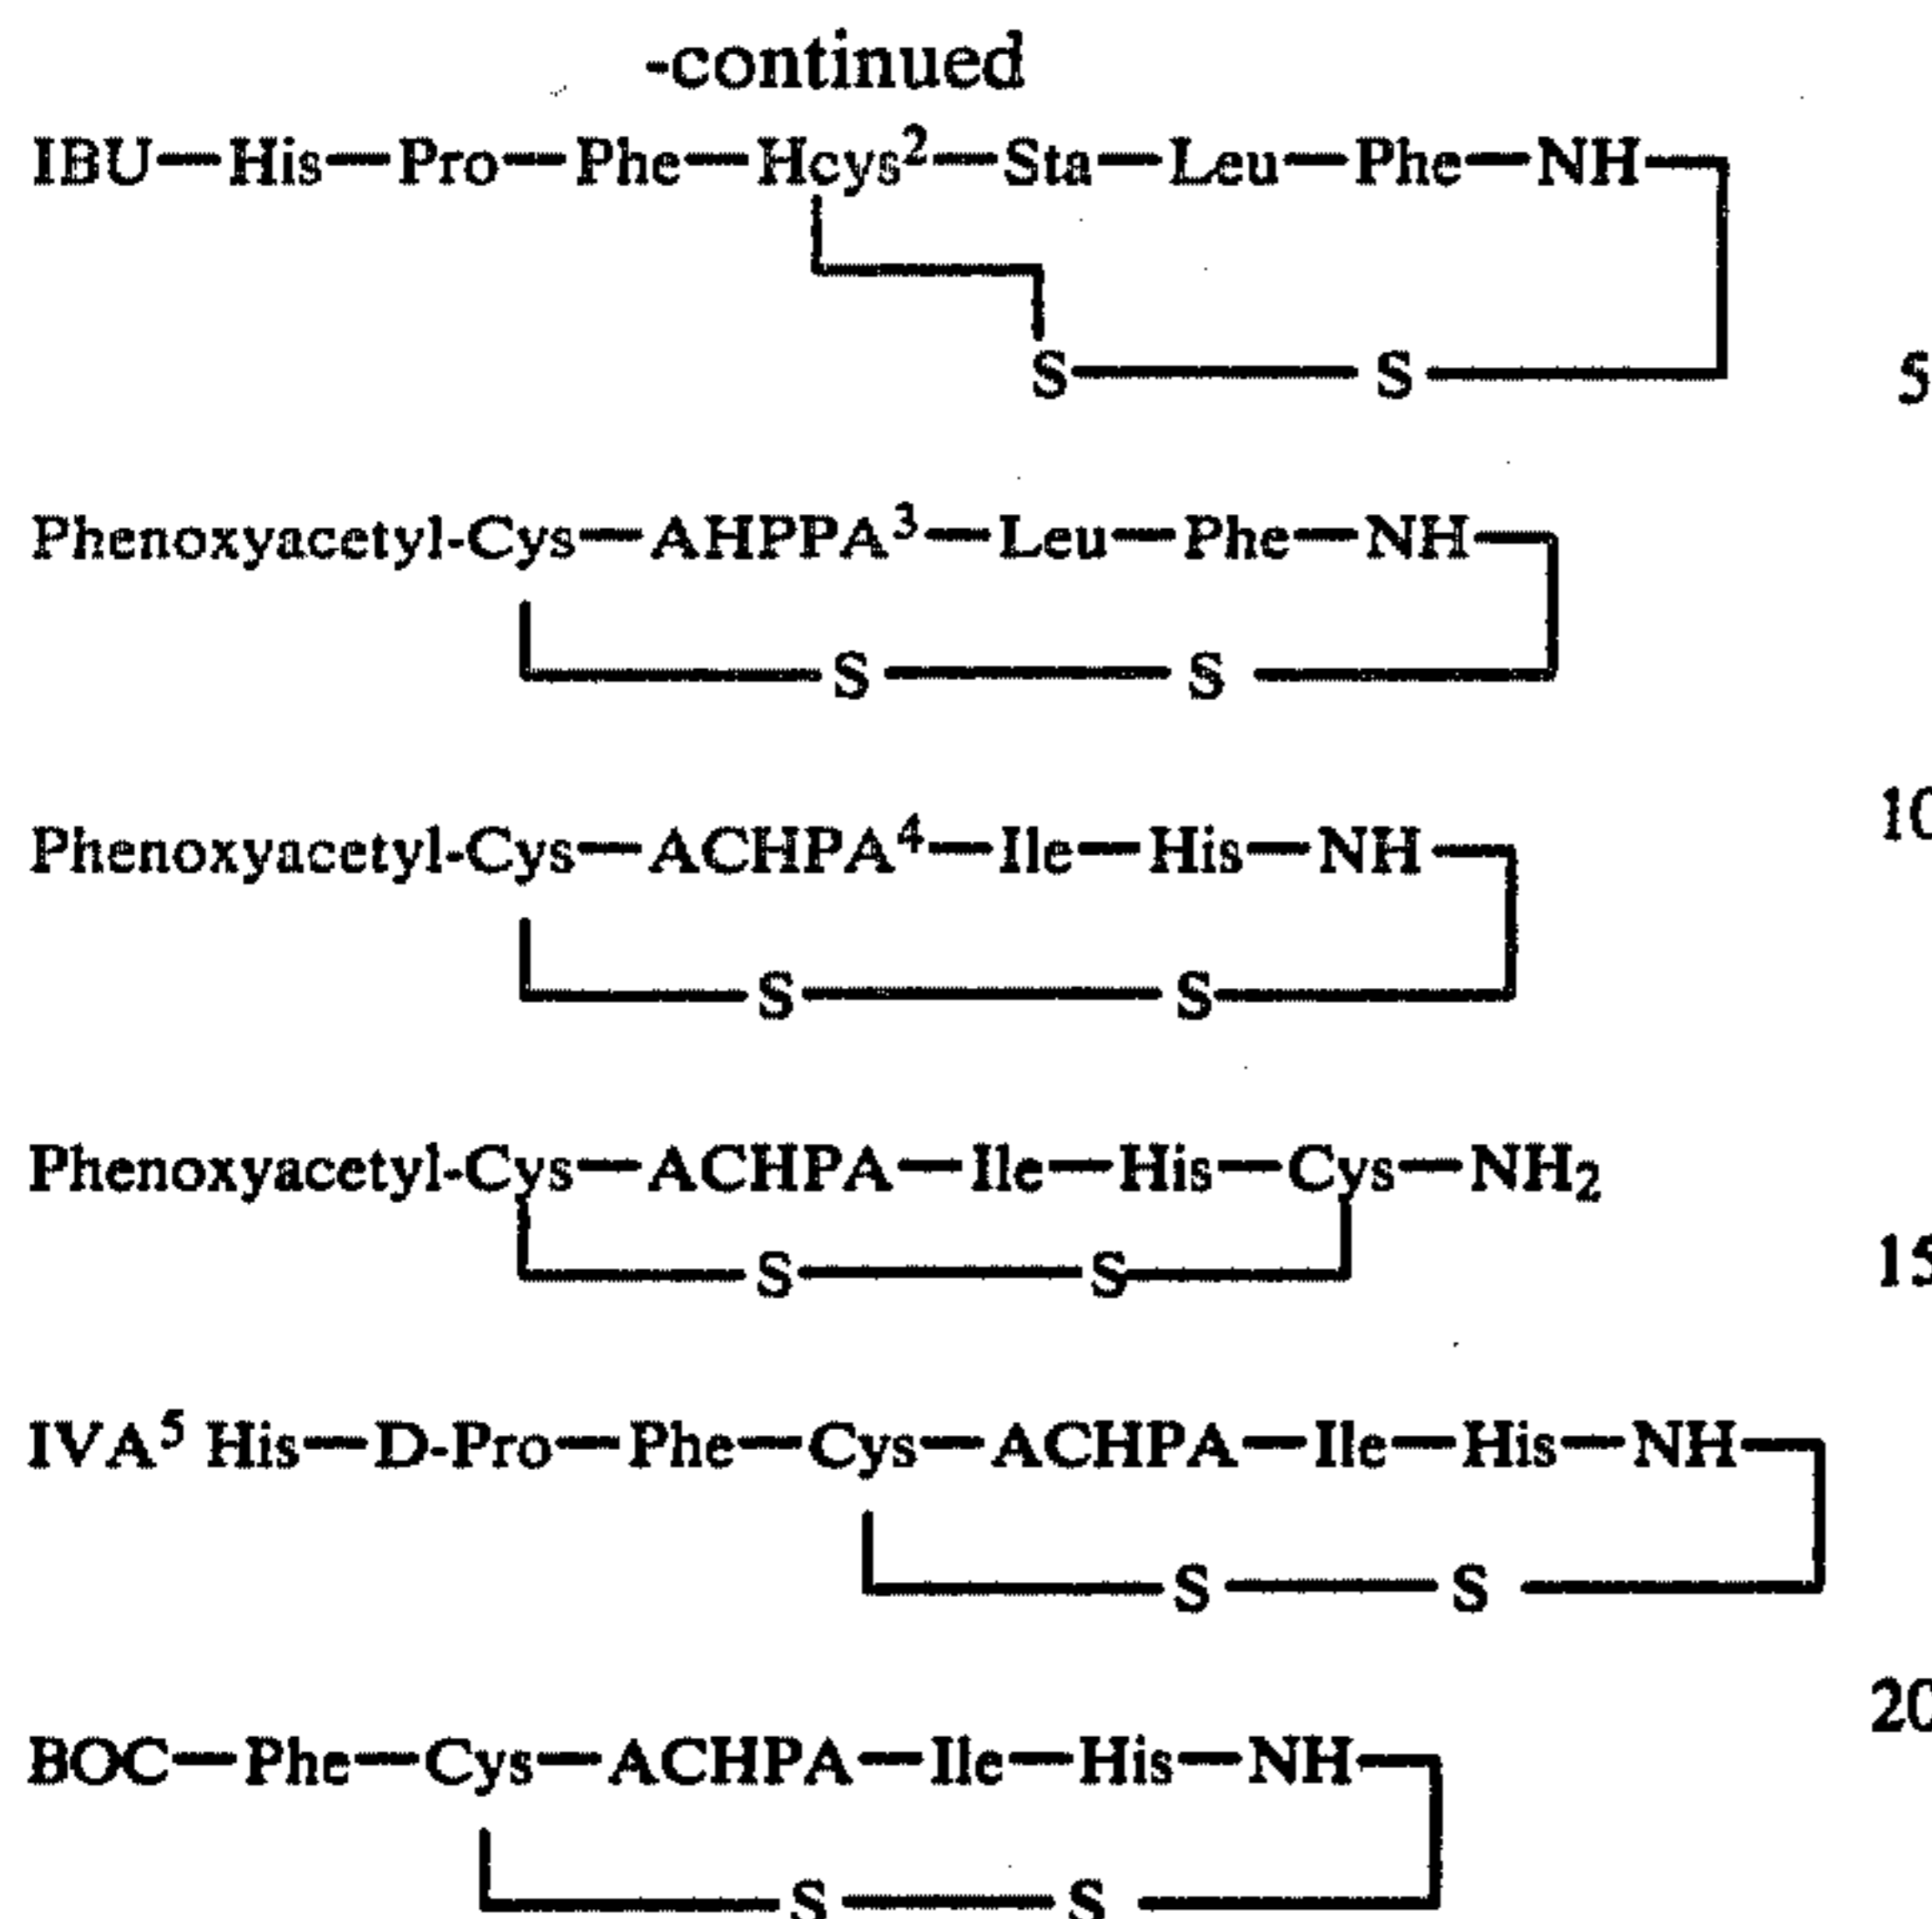 -continued
IBU—His—Pro—Phe—Hcys²—Sta—Leu—Phe—NH
S—S
5
Phenoxyacetyl-Cys—AHPPA³—Leu—Phe—NH
S—S
Phenoxyacetyl-Cys—ACHPA⁴—Ile—His—NH
10
S—S
Phenoxyacetyl-Cys—ACHPA—Ile—His—Cys—NH₂
S—S
15
IVA⁵ His—D-Pro—Phe—Cys—ACHPA—Ile—His—NH
S—S
20
BOC—Phe—Cys—ACHPA—Ile—His—NH
S—S